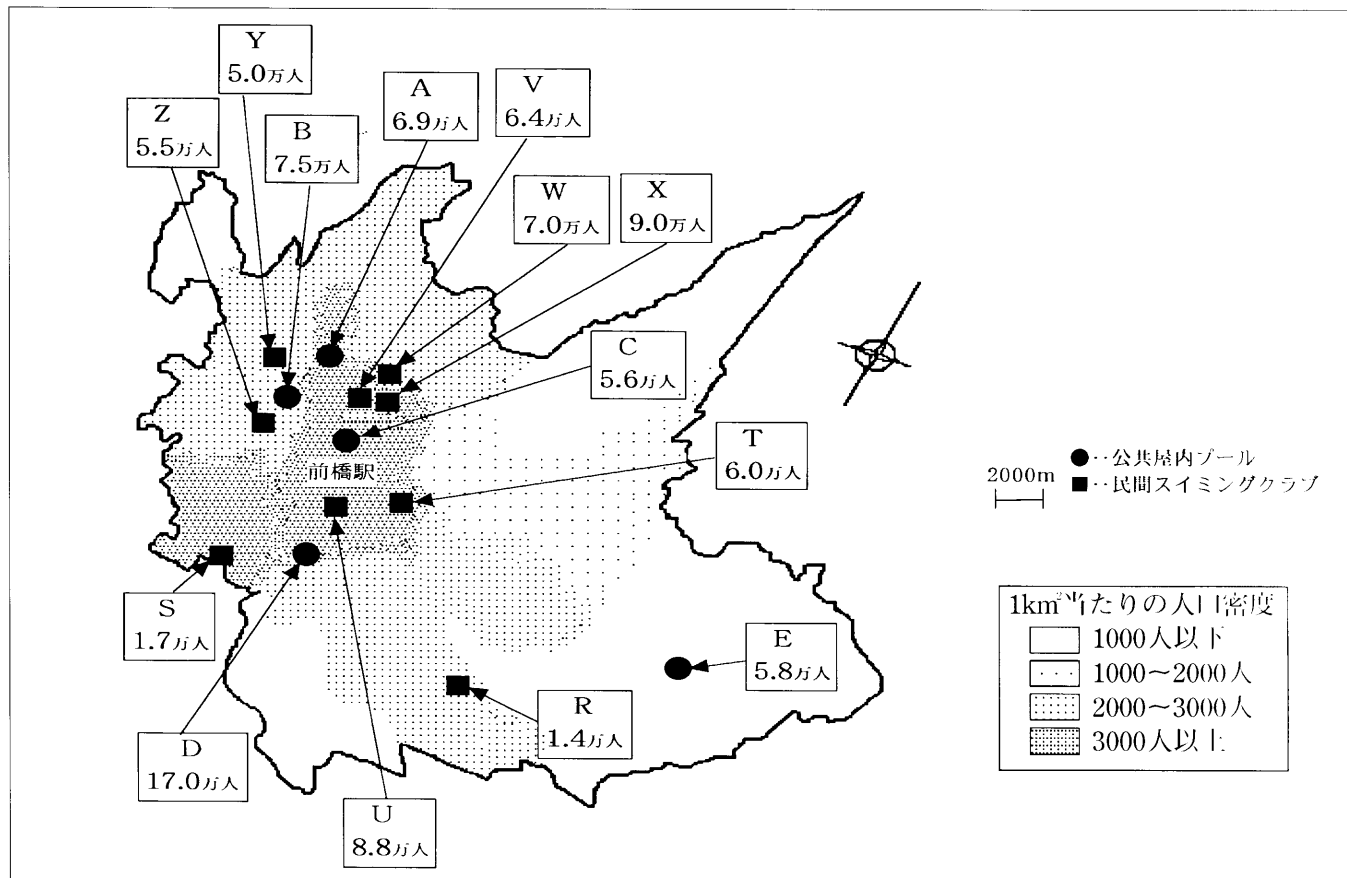 Y
5.0万人
A
6.9万人
V
6.4万人
Z
5.5万人
B
7.5万人
W
7.0万人
X
9.0万人
C
5.6万人
T
6.0万人
前橋駅
2000m
●‥公共屋内プール
■‥民間スイミングクラブ
S
1.7万人
E
5.8万人
R
1.4万人
D
17.0万人
U
8.8万人
1km²当たりの人口密度
1000人以下
1000〜2000人
2000〜3000人
3000人以上